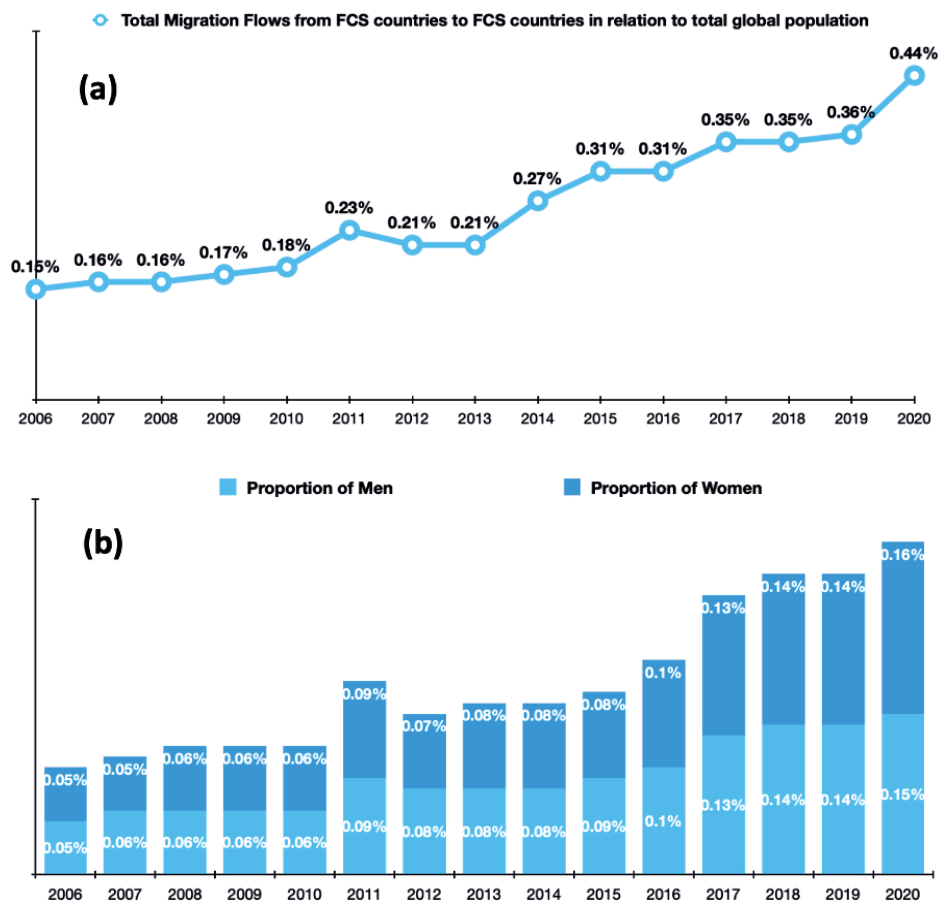 Total Migration Flows from FCS countries to FCS countries in relation to total global population
(a)
0.15% 0.16% 0.16% 0.17% 0.18% 0.23% 0.21% 0.21% 0.27% 0.31% 0.31% 0.35% 0.35% 0.36% 0.44%
2006 2007 2008 2009 2010 2011 2012 2013 2014 2015 2016 2017 2018 2019 2020
Proportion of Men Proportion of Women
(b)
0.05% 0.05% 0.06% 0.06% 0.06% 0.09% 0.07% 0.08% 0.08% 0.08% 0.1% 0.13% 0.14% 0.14% 0.16%
0.05% 0.06% 0.06% 0.06% 0.06% 0.09% 0.08% 0.08% 0.08% 0.09% 0.1% 0.13% 0.14% 0.14% 0.15%
2006 2007 2008 2009 2010 2011 2012 2013 2014 2015 2016 2017 2018 2019 2020